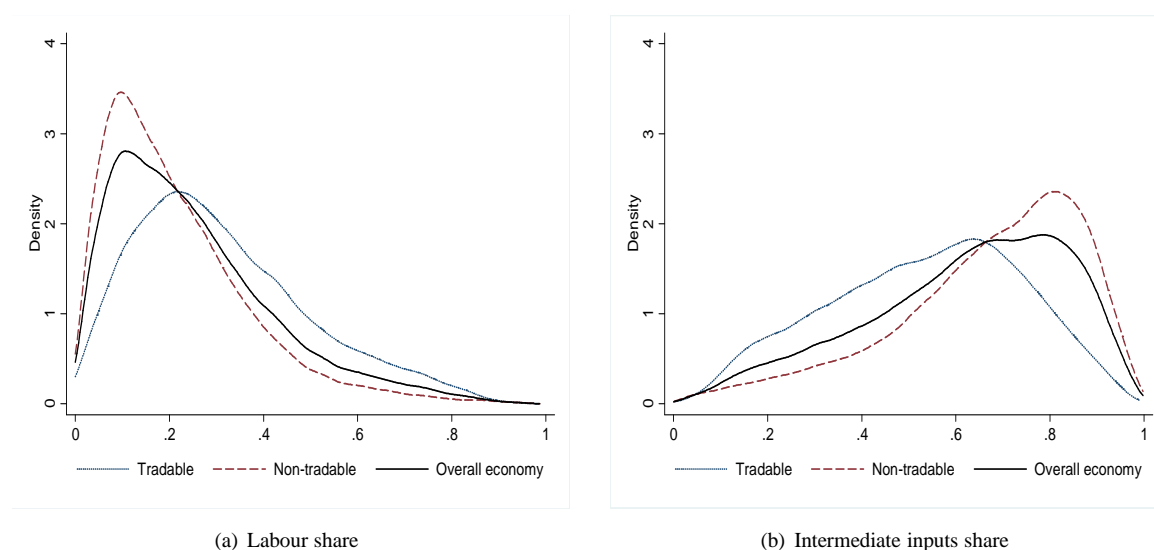 4
3
2
1
0
Density
0 .2 .4 .6 .8 1
Tradable Non-tradable Overall economy
(a) Labour share
4
3
2
1
0
Density
0 .2 .4 .6 .8 1
Tradable Non-tradable Overall economy
(b) Intermediate inputs share